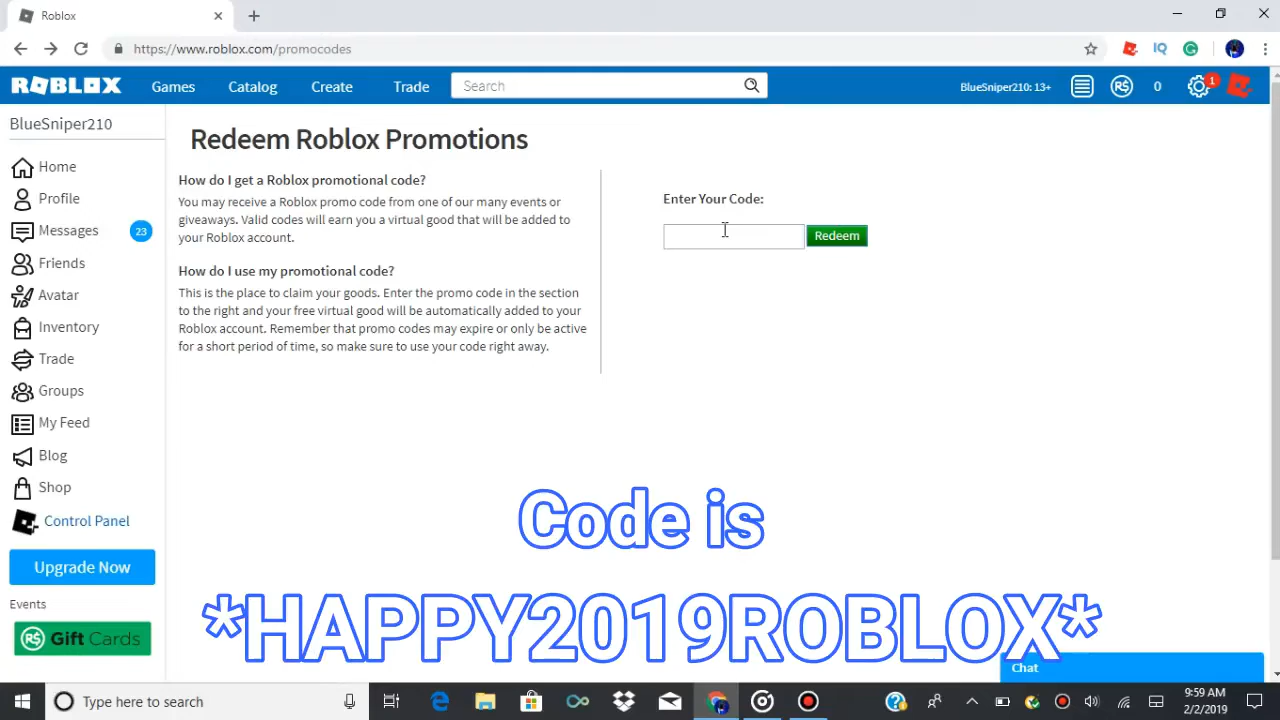 Roblox
https://www.roblox.com/promocodes
IQ
ROBLOX
Games
Catalog
Create
Trade
Search
BlueSniper210: 13+
0
1
BlueSniper210
Home
Profile
Messages
23
Friends
Avatar
Inventory
Trade
Groups
My Feed
Blog
Shop
Control Panel
Upgrade Now
Events
R$ Gift Cards
Redeem Roblox Promotions
How do I get a Roblox promotional code?
You may receive a Roblox promo code from one of our many events or
giveaways. Valid codes will earn you a virtual good that will be added to
your Roblox account.
How do I use my promotional code?
This is the place to claim your goods. Enter the promo code in the section
to the right and your free virtual good will be automatically added to your
Roblox account. Remember that promo codes may expire or only be active
for a short period of time, so make sure to use your code right away.
Enter Your Code:
Redeem
Code is
*HAPPY2019ROBLOX*
Chat
Type here to search
9:59 AM
2/2/2019